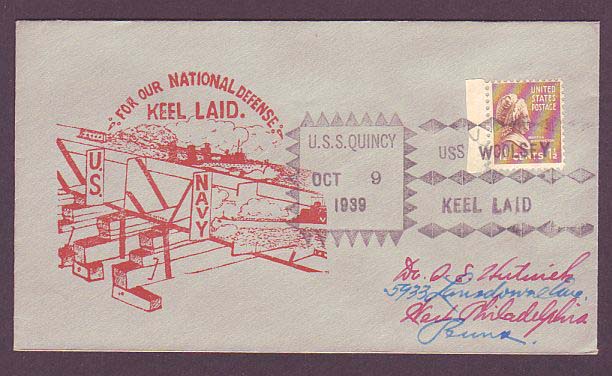 "FOR OUR NATIONAL DEFENSE"
KEEL LAID.
U.S.
NAVY
U.S.S. QUINCY
OCT 9
1939
UNITED
STATES
POSTAGE
USS WOOLSEY
KEEL LAID
Dr. A. E. Hutnick
5933 Lansdowne Ave.
West Philadelphia
Penna.